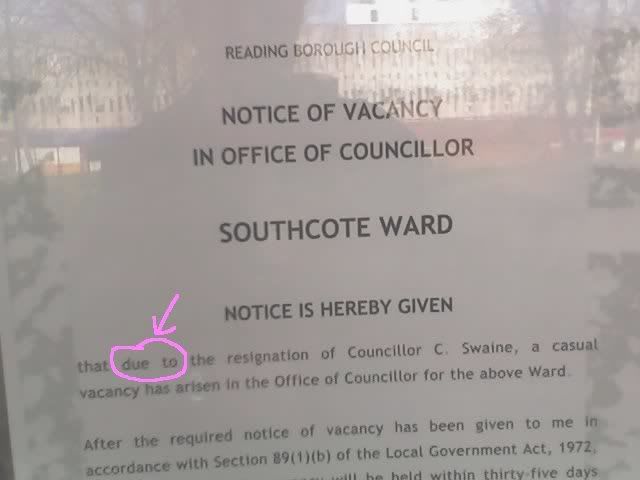 READING BOROUGH COUNCIL
NOTICE OF VACANCY
IN OFFICE OF COUNCILLOR
SOUTHCOTE WARD
NOTICE IS HEREBY GIVEN
that due to the resignation of Councillor C. Swaine, a casual
vacancy has arisen in the Office of Councillor for the above Ward.
After the required notice of vacancy has been given to me in
accordance with Section 89(1)(b) of the Local Government Act, 1972,
will be held within thirty-five days